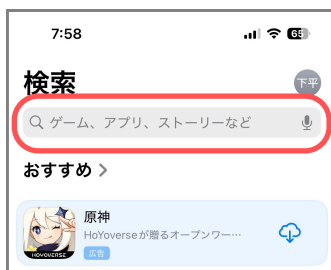 7:58
65
検索
下平
ゲーム、アプリ、ストーリーなど
おすすめ >
原神
HoYoverseが贈るオープンワー…
広告
HOYOVERSE